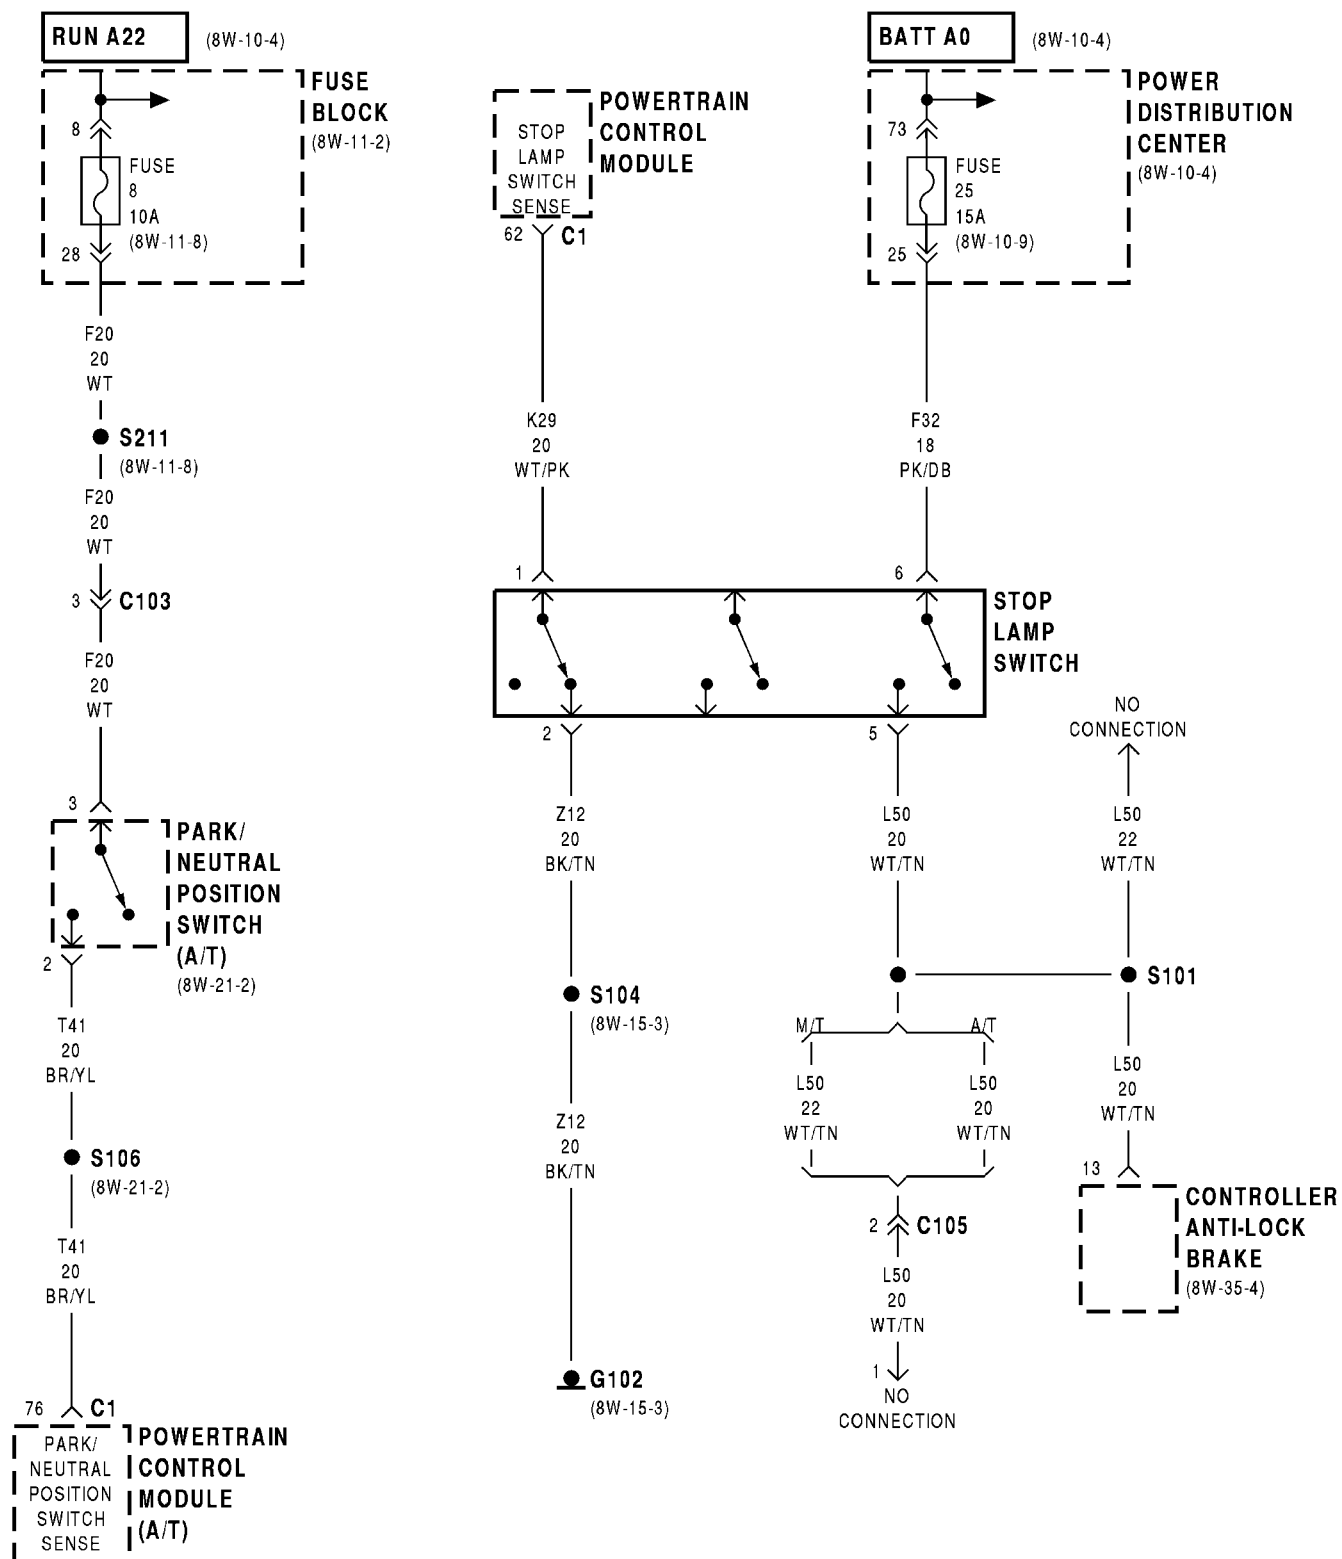 RUN A22
(8W-10-4)
FUSE
BLOCK
(8W-11-2)
8
FUSE
8
10A
(8W-11-8)
28
F20
20
WT
S211
(8W-11-8)
F20
20
WT
3
C103
F20
20
WT
3
PARK/
NEUTRAL
POSITION
SWITCH
(A/T)
(8W-21-2)
2
T41
20
BR/YL
S106
(8W-21-2)
T41
20
BR/YL
76
C1
PARK/
NEUTRAL
POSITION
SWITCH
SENSE
POWERTRAIN
CONTROL
MODULE
(A/T)
STOP
LAMP
SWITCH
SENSE
POWERTRAIN
CONTROL
MODULE
62
C1
K29
20
WT/PK
1
BATT A0
(8W-10-4)
POWER
DISTRIBUTION
CENTER
(8W-10-4)
73
FUSE
25
15A
(8W-10-9)
25
F32
18
PK/DB
6
STOP
LAMP
SWITCH
2
Z12
20
BK/TN
S104
(8W-15-3)
Z12
20
BK/TN
G102
(8W-15-3)
5
L50
20
WT/TN
M/T
A/T
L50
22
WT/TN
L50
20
WT/TN
2
C105
L50
20
WT/TN
1
NO
CONNECTION
NO
CONNECTION
L50
22
WT/TN
S101
L50
20
WT/TN
13
CONTROLLER
ANTI-LOCK
BRAKE
(8W-35-4)